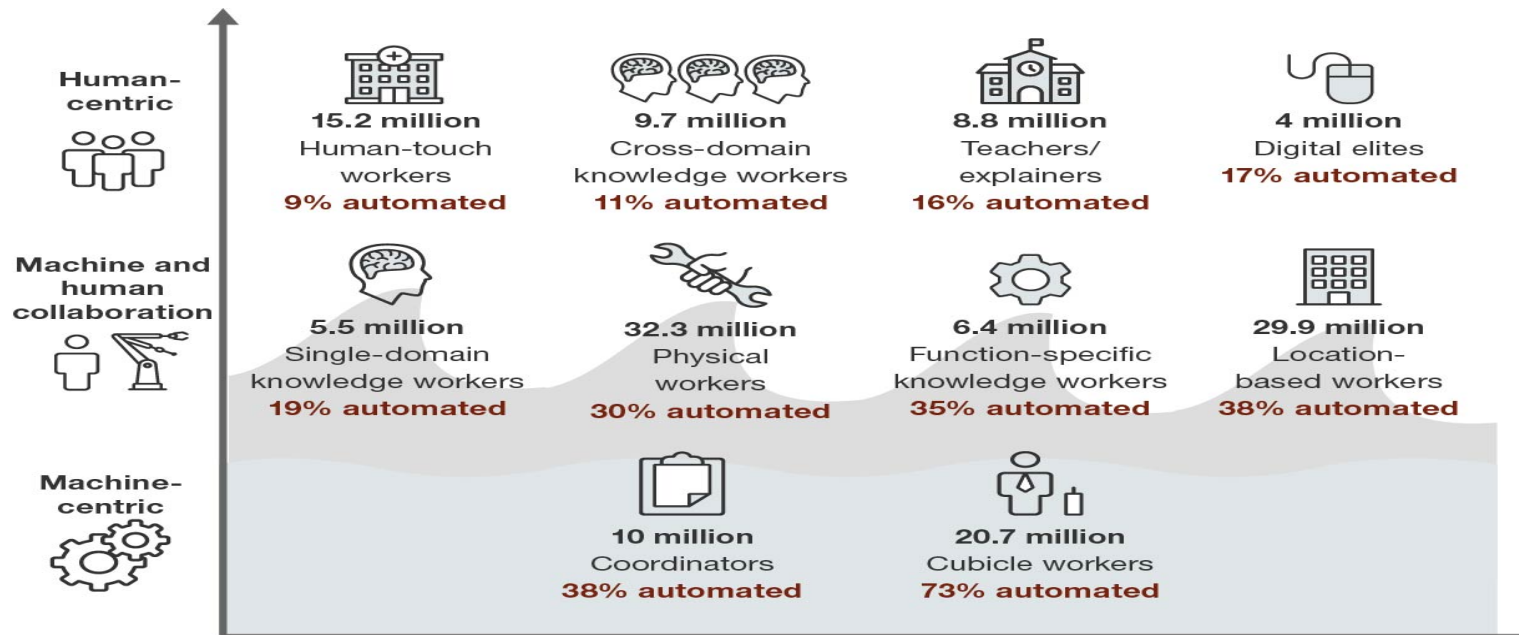 Human-
centric
15.2 million
Human-touch
workers
9% automated
9.7 million
Cross-domain
knowledge workers
11% automated
8.8 million
Teachers/
explainers
16% automated
4 million
Digital elites
17% automated
Machine and
human
collaboration
5.5 million
Single-domain
knowledge workers
19% automated
32.3 million
Physical
workers
30% automated
6.4 million
Function-specific
knowledge workers
35% automated
29.9 million
Location-
based workers
38% automated
Machine-
centric
10 million
Coordinators
38% automated
20.7 million
Cubicle workers
73% automated